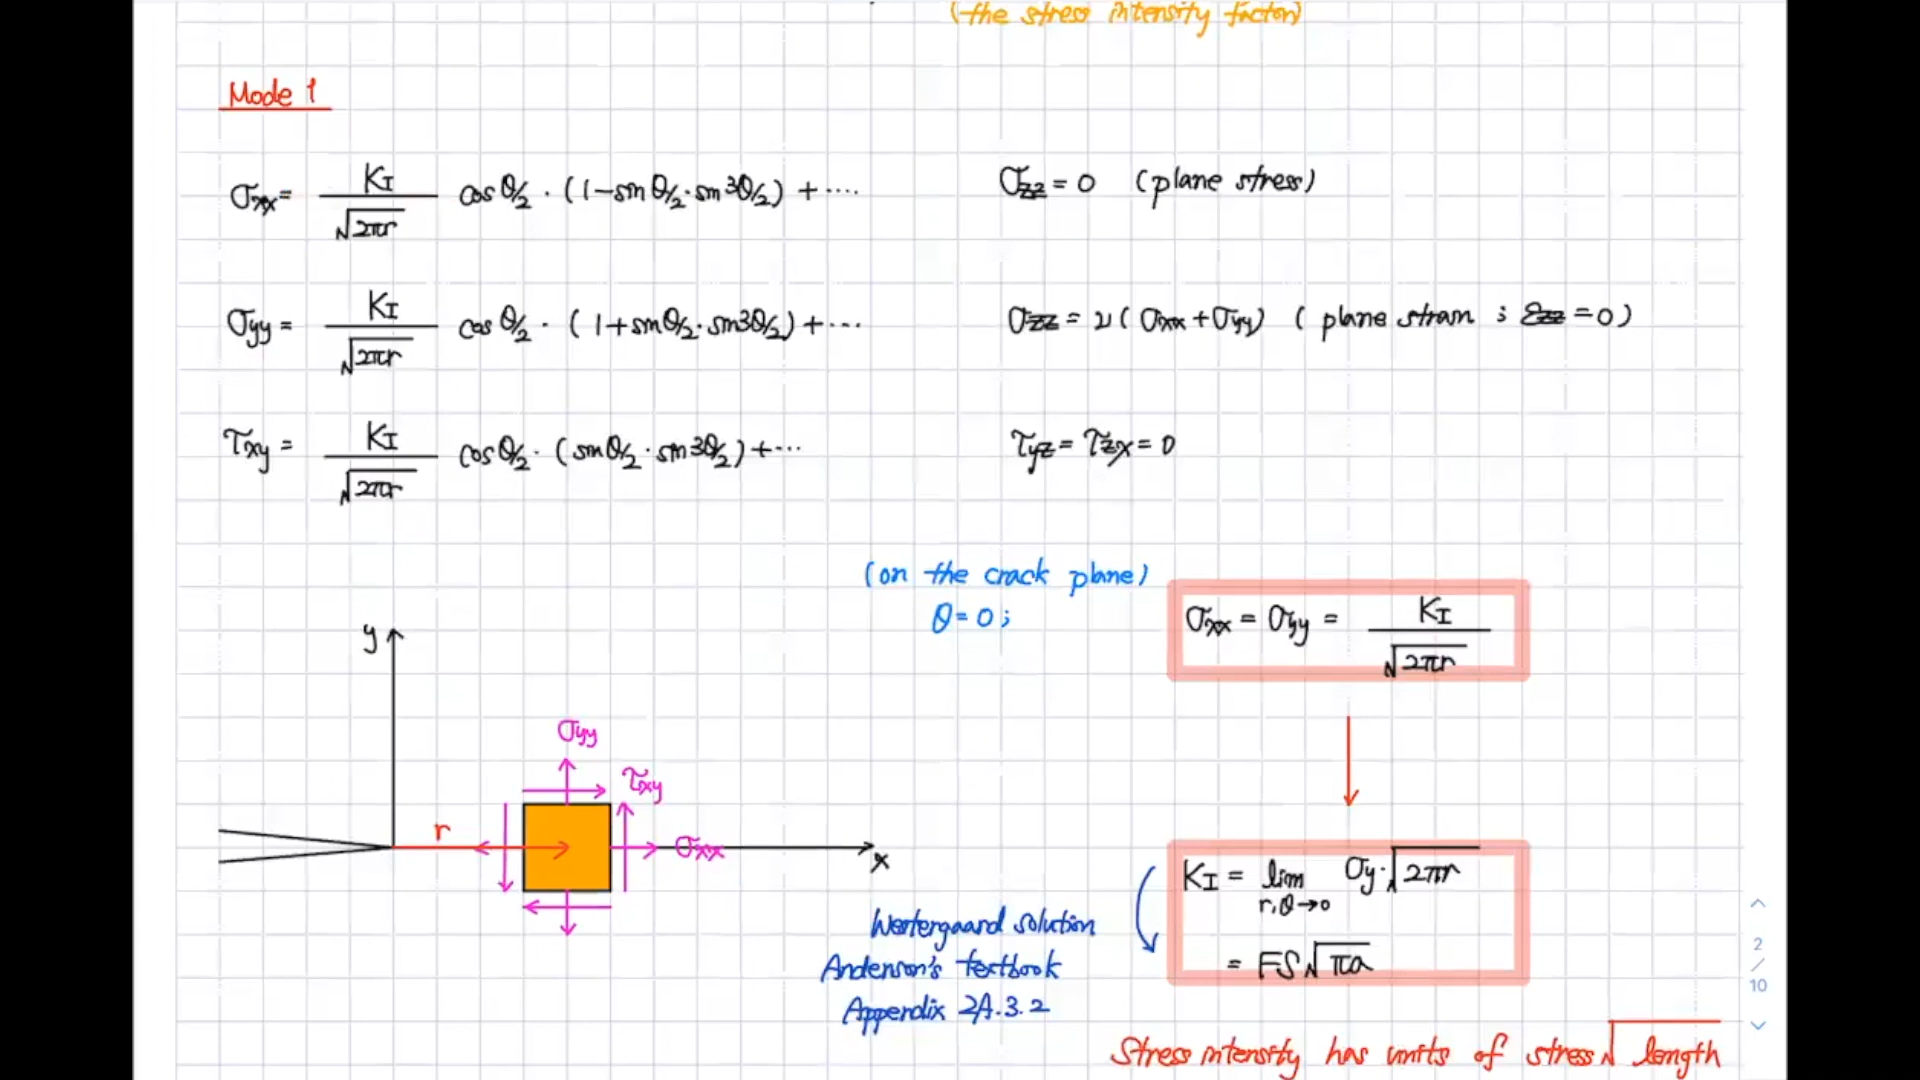 (the stress intensity factor)
Mode 1
σxx = KI / √2πr cos θ/2 · (1 - sin θ/2 · sin 3θ/2) + ····
σzz = 0 (plane stress)
σyy = KI / √2πr cos θ/2 · (1 + sin θ/2 · sin 3θ/2) + ···
σzz = ν (σxx + σyy) (plane strain ; εzz = 0)
τxy = KI / √2πr cos θ/2 · (sin θ/2 · sin 3θ/2) + ···
τyz = τzx = 0
(on the crack plane)
θ = 0 ;
σxx = σyy = KI / √2πr
y
σyy
τxy
r
σxx
x
KI = lim σy · √2πr
r, θ → 0
= FS √πa
Westergaard solution
Anderson's textbook
Appendix 2A.3.2
2
/
10
Stress intensity has units of stress √length